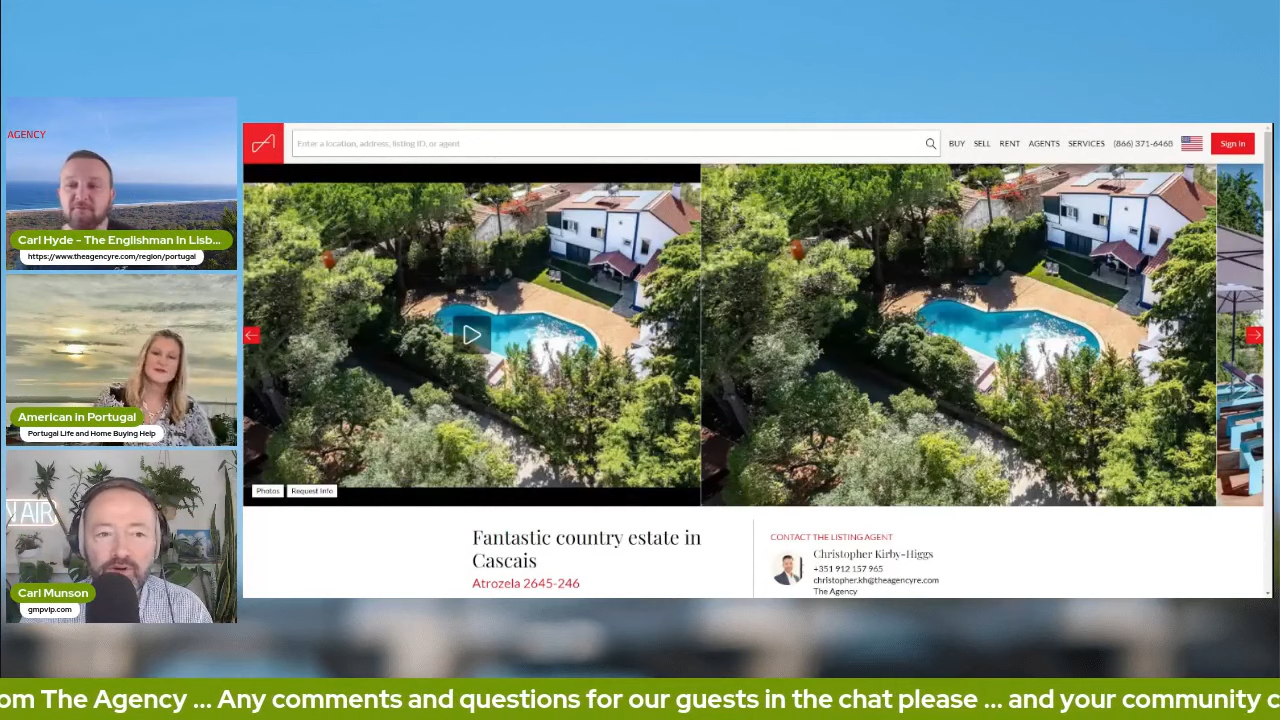 AGENCY
Carl Hyde - The Englishman In Lisb...
https://www.theagencyre.com/region/portugal
American in Portugal
Portugal Life and Home Buying Help
N AIR
Carl Munson
gmpvip.com
Enter a location, address, listing ID, or agent
BUY SELL RENT AGENTS SERVICES (866) 371-6468 Sign In
Photos Request Info
Fantastic country estate in
Cascais
Atrozela 2645-246
CONTACT THE LISTING AGENT
Christopher Kirby-Higgs
+351 912 157 965
christopher.kh@theagencyre.com
The Agency
om The Agency ... Any comments and questions for our guests in the chat please ... and your community c